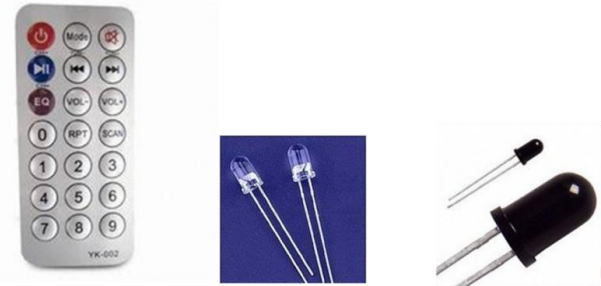 Mode
EQ VOL- VOL+
0 RPT SCAN
1 2 3
4 5 6
7 8 9
YK-002